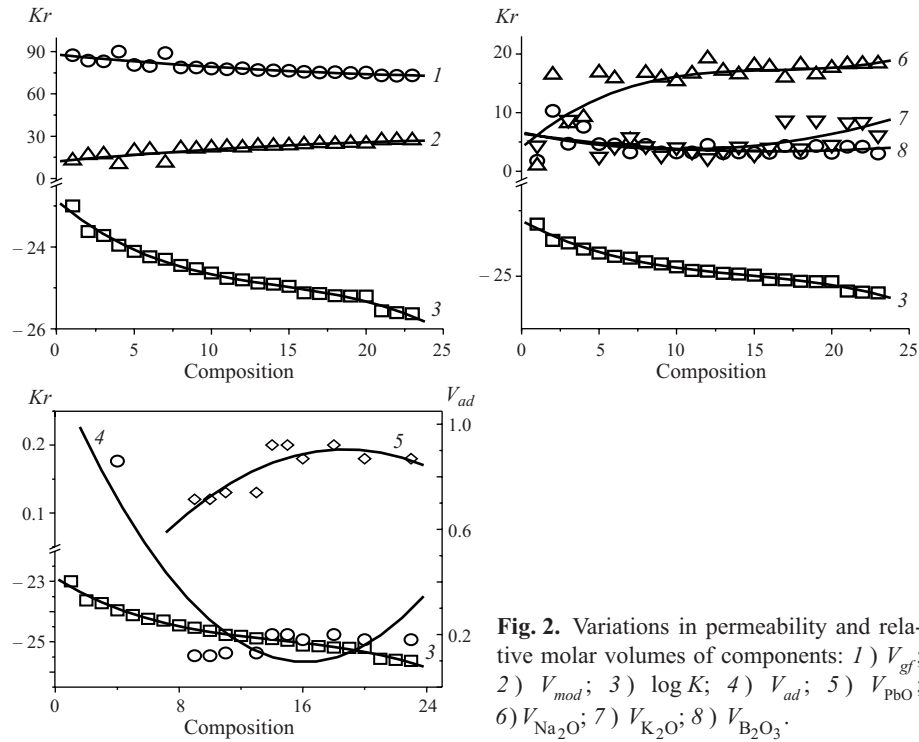 Kr
90
60
30
0
– 24
– 26
1
2
3
0 5 10 15 20 25
Composition
Kr
20
10
0
– 25
6
7
8
3
0 5 10 15 20 25
Composition
Kr
V_ad
0.2
0.1
– 23
– 25
1.0
0.6
0.2
4
5
3
0 8 16 24
Composition
Fig. 2. Variations in permeability and rela-
tive molar volumes of components: 1 ) V_gf;
2 ) V_mod; 3 ) log K; 4 ) V_ad; 5 ) V_PbO;
6) V_Na₂O; 7 ) V_K₂O; 8 ) V_B₂O₃.